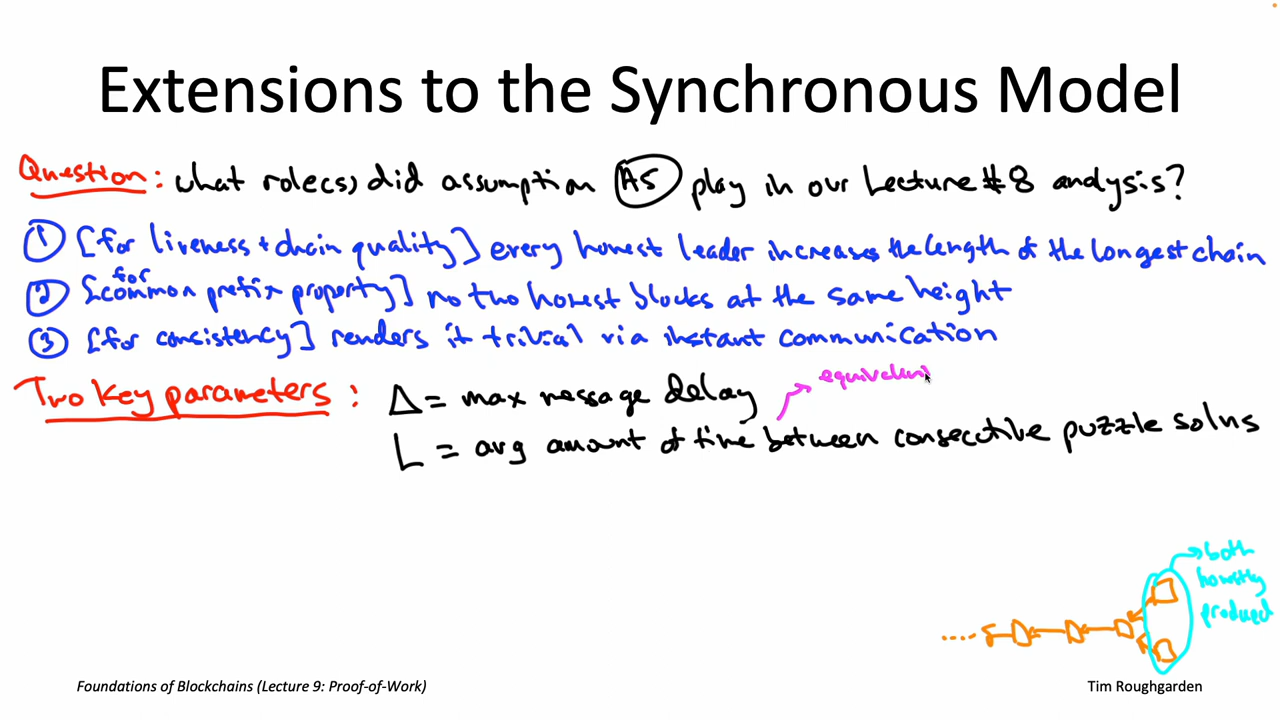 Extensions to the Synchronous Model
Question: what role(s) did assumption A5 play in our Lecture #8 analysis?
① [for liveness + chain quality] every honest leader increases the length of the longest chain
② [for common prefix property] no two honest blocks at the same height
③ [for consistency] renders it trivial via instant communication
Two key parameters: Δ = max message delay
equivalen
L = avg amount of time between consecutive puzzle solns
both
honestly
produced
Foundations of Blockchains (Lecture 9: Proof-of-Work)
Tim Roughgarden